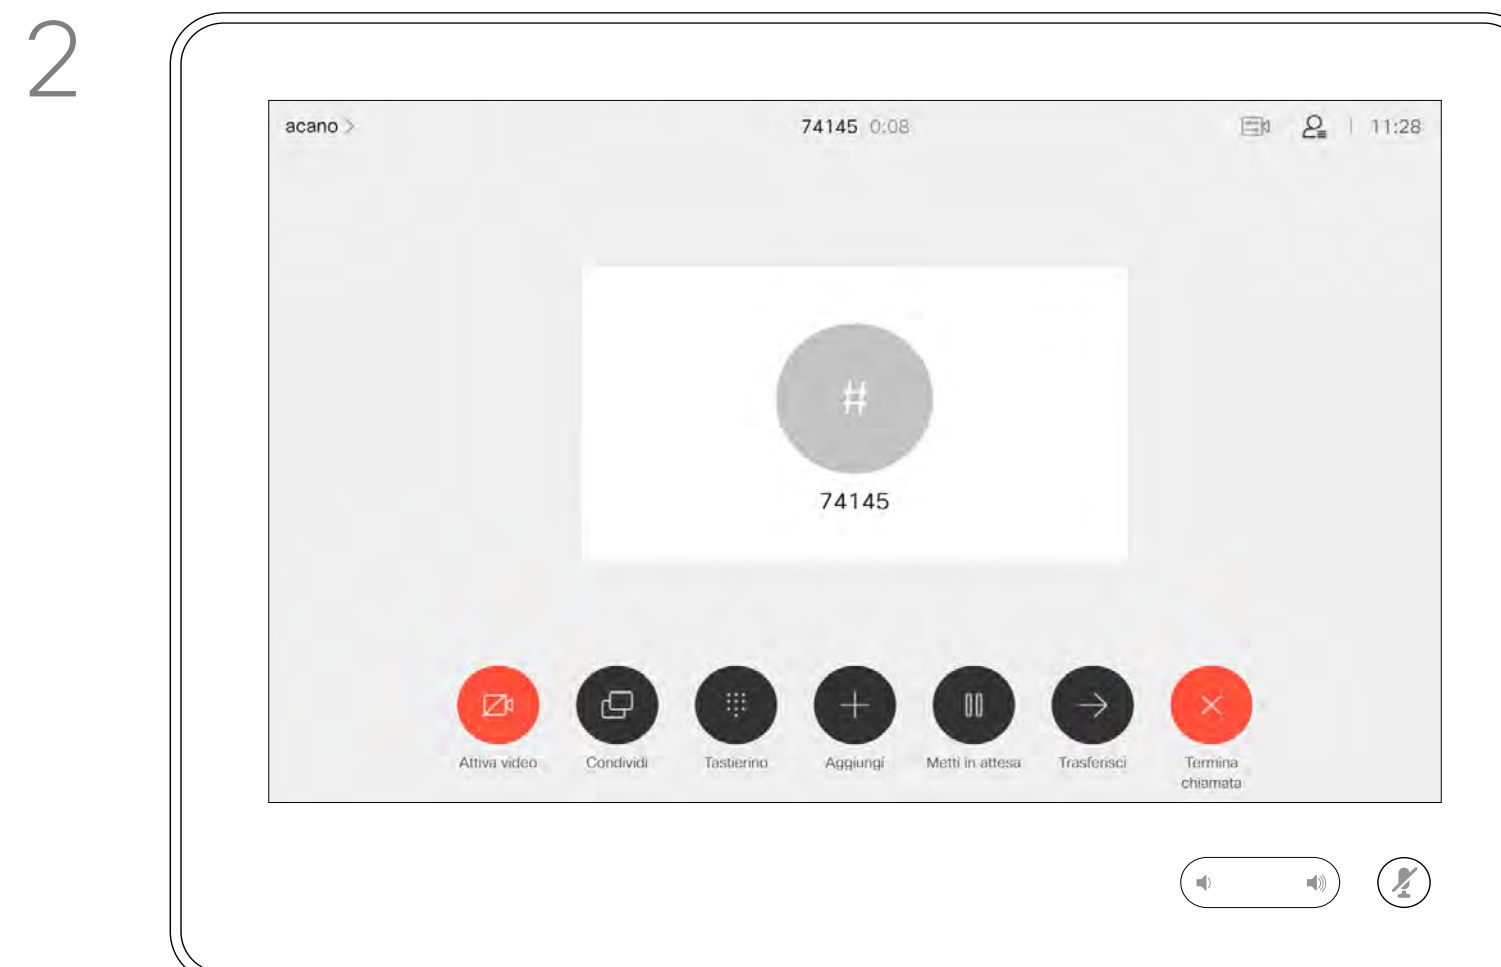 2
acano >
74145 0:08
11:28
#
74145
Attiva video
Condividi
Tastierino
Aggiungi
Metti in attesa
Trasferisci
Termina
chiamata